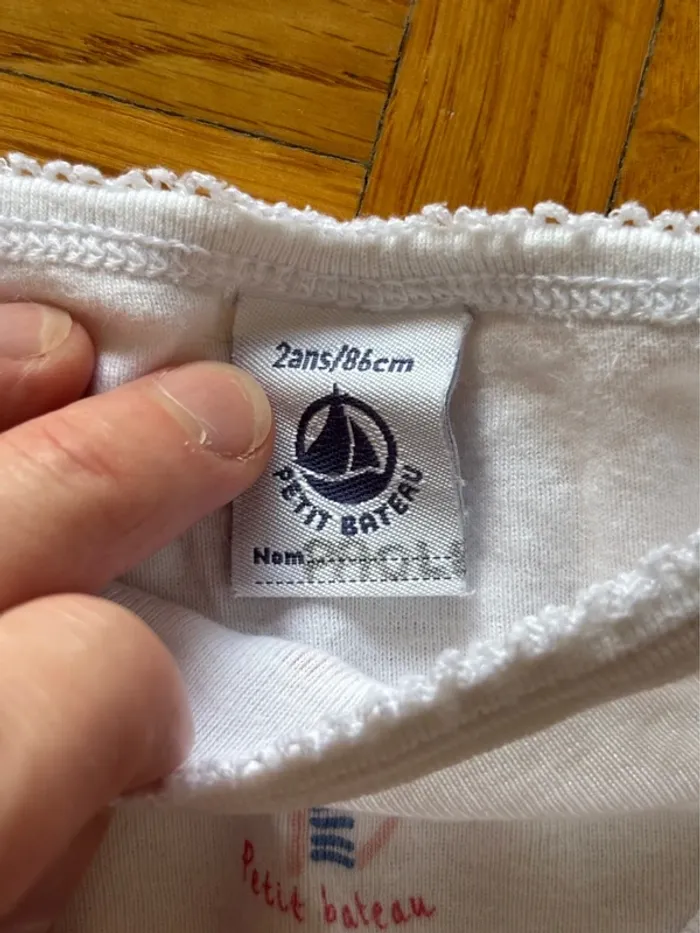 2ans/86cm
PETIT BATEAU
Nom
Petit bateau